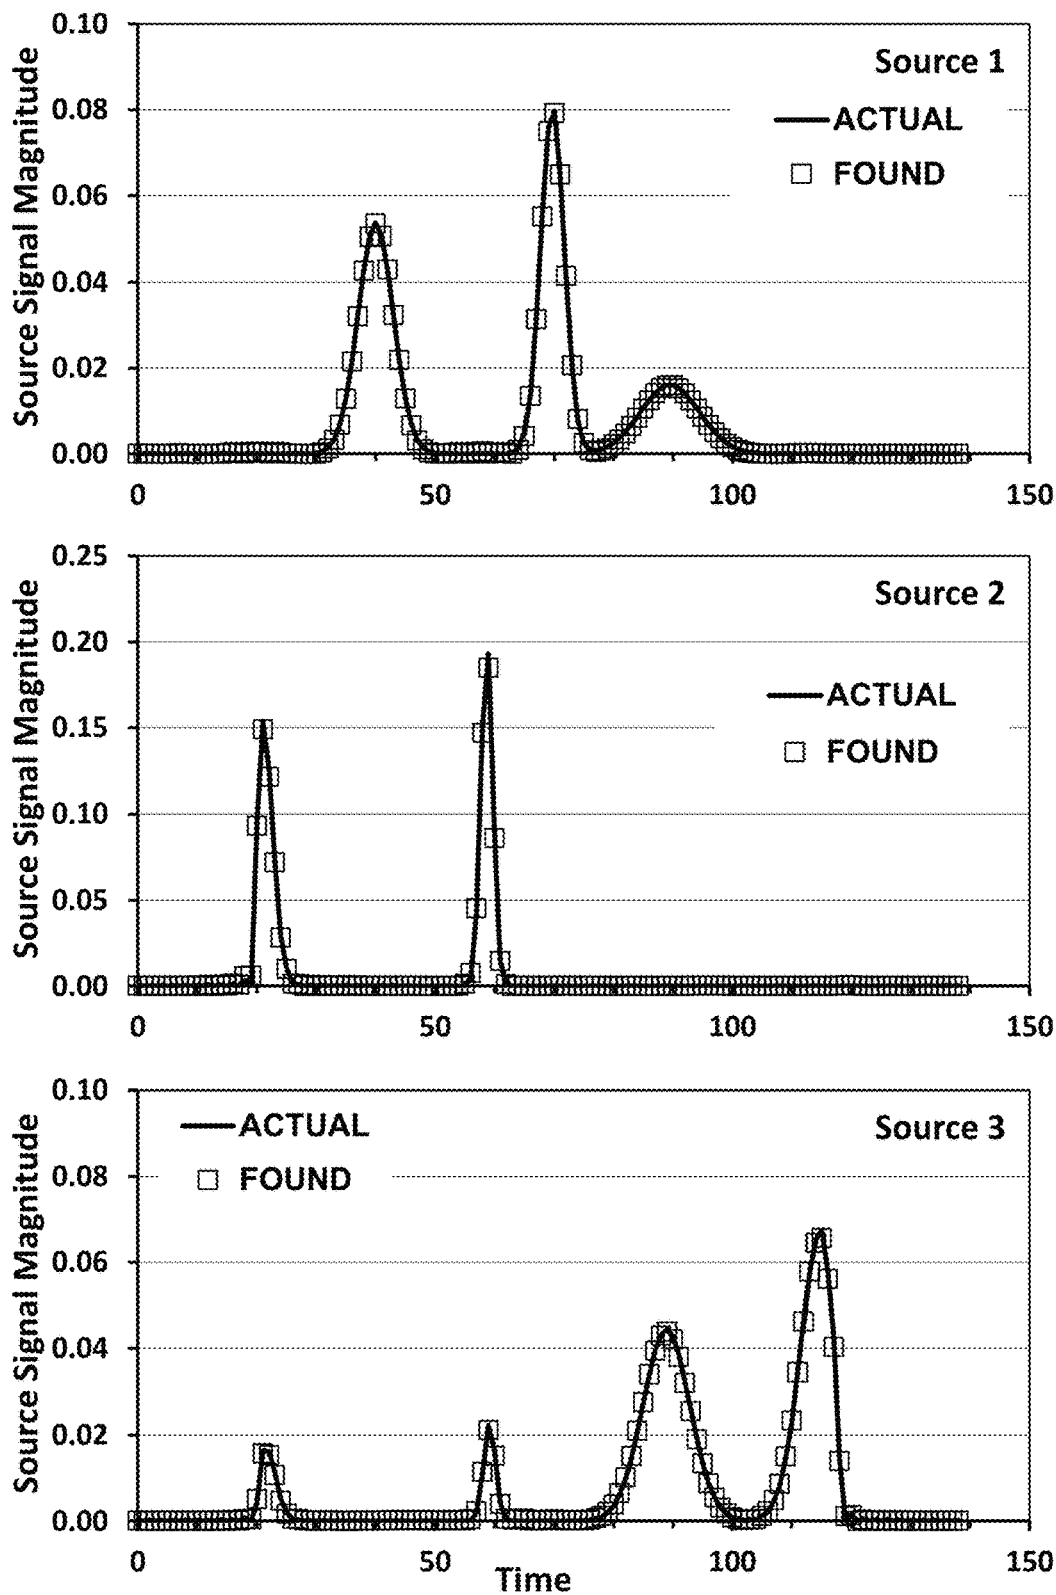 Source Signal Magnitude
0.10
0.08
0.06
0.04
0.02
0.00
0
50
100
150
Source 1
ACTUAL
FOUND
Source Signal Magnitude
0.25
0.20
0.15
0.10
0.05
0.00
0
50
100
150
Source 2
ACTUAL
FOUND
Source Signal Magnitude
0.10
0.08
0.06
0.04
0.02
0.00
0
50
100
150
ACTUAL
FOUND
Source 3
Time